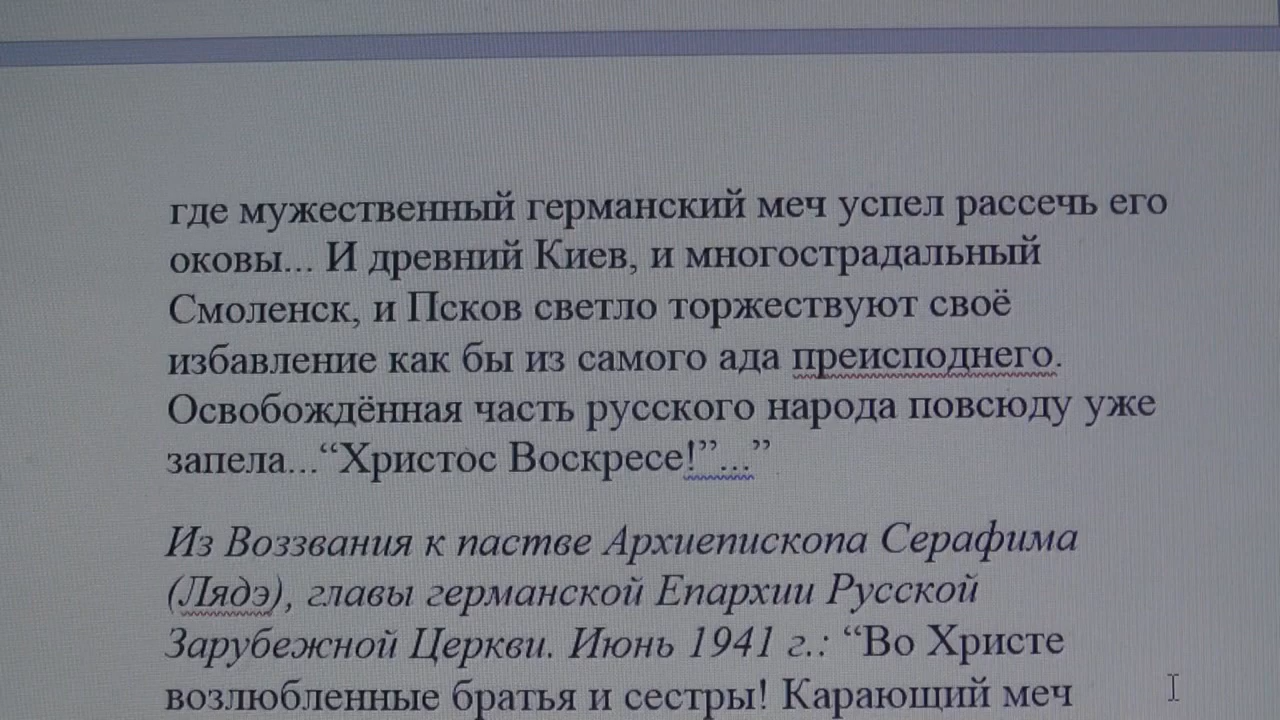 где мужественный германский меч успел рассечь его
оковы... И древний Киев, и многострадальный
Смоленск, и Псков светло торжествуют своё
избавление как бы из самого ада преисподнего.
Освобождённая часть русского народа повсюду уже
запела...“Христос Воскресе!”...”
Из Воззвания к пастве Архиепископа Серафима
(Лядэ), главы германской Епархии Русской
Зарубежной Церкви. Июнь 1941 г.: “Во Христе
возлюбленные братья и сестры! Карающий меч